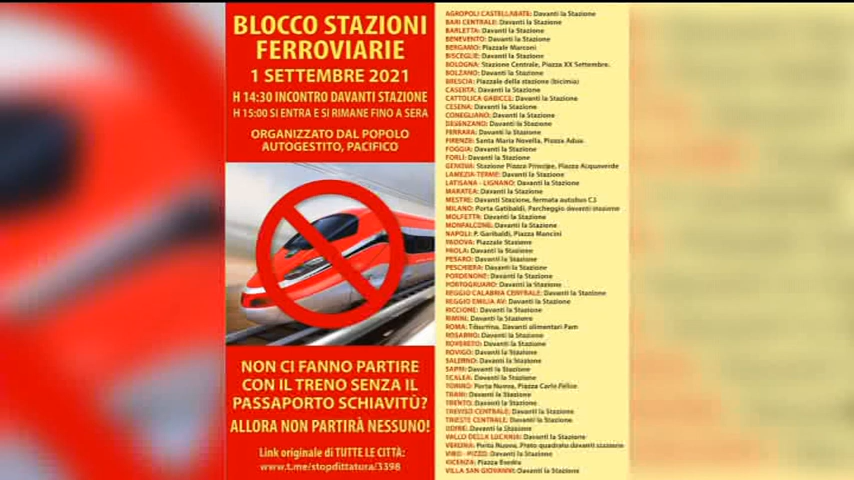 BLOCCO STAZIONI
FERROVIARIE
1 SETTEMBRE 2021
H 14:30 INCONTRO DAVANTI STAZIONE
H 15:00 SI ENTRA E SI RIMANE FINO A SERA
ORGANIZZATO DAL POPOLO
AUTOGESTITO, PACIFICO
NON CI FANNO PARTIRE
CON IL TRENO SENZA IL
PASSAPORTO SCHIAVITÙ?
ALLORA NON PARTIRÀ NESSUNO!
Link originale di TUTTE LE CITTÀ:
www.t.me/stopdittatura/3398
AGROPOLI CASTELLABATE: Davanti la Stazione
BARI CENTRALE: Davanti la Stazione
BARLETTA: Davanti la Stazione
BENEVENTO: Davanti la Stazione
BERGAMO: Piazzale Marconi
BISCEGLIE: Davanti la Stazione
BOLOGNA: Stazione Centrale, Piazza XX Settembre.
BOLZANO: Davanti la Stazione
BRESCIA: Piazzale della stazione (bicimia)
CASERTA: Davanti la Stazione
CATTOLICA GABICCE: Davanti la Stazione
CESENA: Davanti la Stazione
CONEGLIANO: Davanti la Stazione
DESENZANO: Davanti la Stazione
FERRARA: Davanti la Stazione
FIRENZE: Santa Maria Novella, Piazza Adua.
FOGGIA: Davanti la Stazione
FORLÌ: Davanti la Stazione
GENOVA: Stazione Piazza Principe, Piazza Acquaverde
LAMEZIA-TERME: Davanti la Stazione
LATISANA - LIGNANO: Davanti la Stazione
MARATEA: Davanti la Stazione
MESTRE: Davanti Stazione, fermata autobus C3
MILANO: Porta Garibaldi, Parcheggio davanti stazione
MOLFETTA: Davanti la Stazione
MONFALCONE: Davanti la Stazione
NAPOLI: P. Garibaldi, Piazza Mancini
PADOVA: Piazzale Stazione
PAOLA: Davanti la Stazione
PESARO: Davanti la Stazione
PESCHIERA: Davanti la Stazione
PORDENONE: Davanti la Stazione
PORTOGRUARO: Davanti la Stazione
REGGIO CALABRIA CENTRALE: Davanti la Stazione
REGGIO EMILIA AV: Davanti la Stazione
RICCIONE: Davanti la Stazione
RIMINI: Davanti la Stazione
ROMA: Tiburtina, Davanti alimentari Pam
ROSARNO: Davanti la Stazione
ROVERETO: Davanti la Stazione
ROVIGO: Davanti la Stazione
SALERNO: Davanti la Stazione
SAPRI: Davanti la Stazione
SCALEA: Davanti la Stazione
TORINO: Porta Nuova, Piazza Carlo Felice
TRANI: Davanti la Stazione
TRENTO: Davanti la Stazione
TREVISO CENTRALE: Davanti la Stazione
TRIESTE CENTRALE: Davanti la Stazione
UDINE: Davanti la Stazione
VALLO DELLA LUCANIA: Davanti la Stazione
VERONA: Porta Nuova, Prato quadrato davanti stazione
VIBO - PIZZO: Davanti la Stazione
VICENZA: Piazza Esedra
VILLA SAN GIOVANNI: Davanti la Stazione